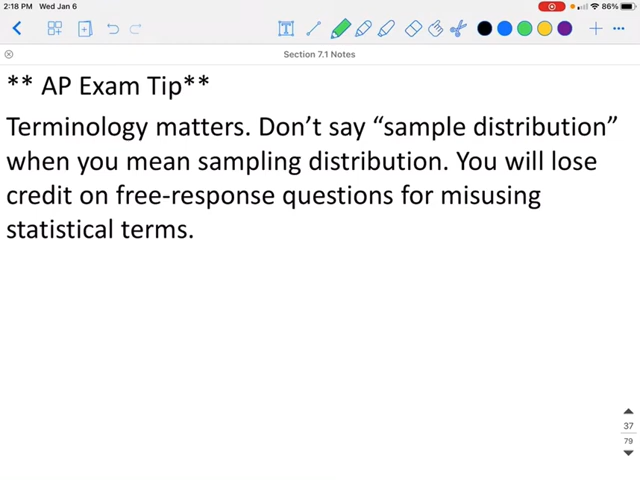 2:18 PM Wed Jan 6
86%
Section 7.1 Notes
** AP Exam Tip**
Terminology matters. Don’t say “sample distribution”
when you mean sampling distribution. You will lose
credit on free-response questions for misusing
statistical terms.
37
79